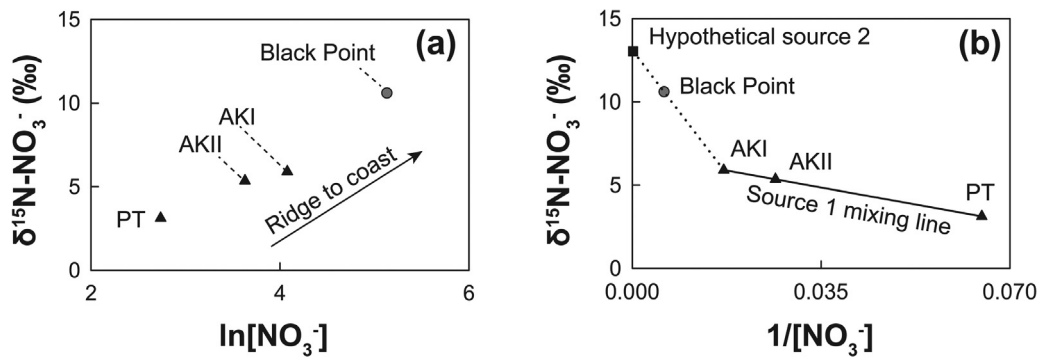 (a)
15
10
5
0
2
4
6
δ¹⁵N-NO₃⁻ (‰)
ln[NO₃⁻]
Black Point
AKI
AKII
PT
Ridge to coast
(b)
15
10
5
0
0.000
0.035
0.070
δ¹⁵N-NO₃⁻ (‰)
1/[NO₃⁻]
Hypothetical source 2
Black Point
AKI
AKII
PT
Source 1 mixing line